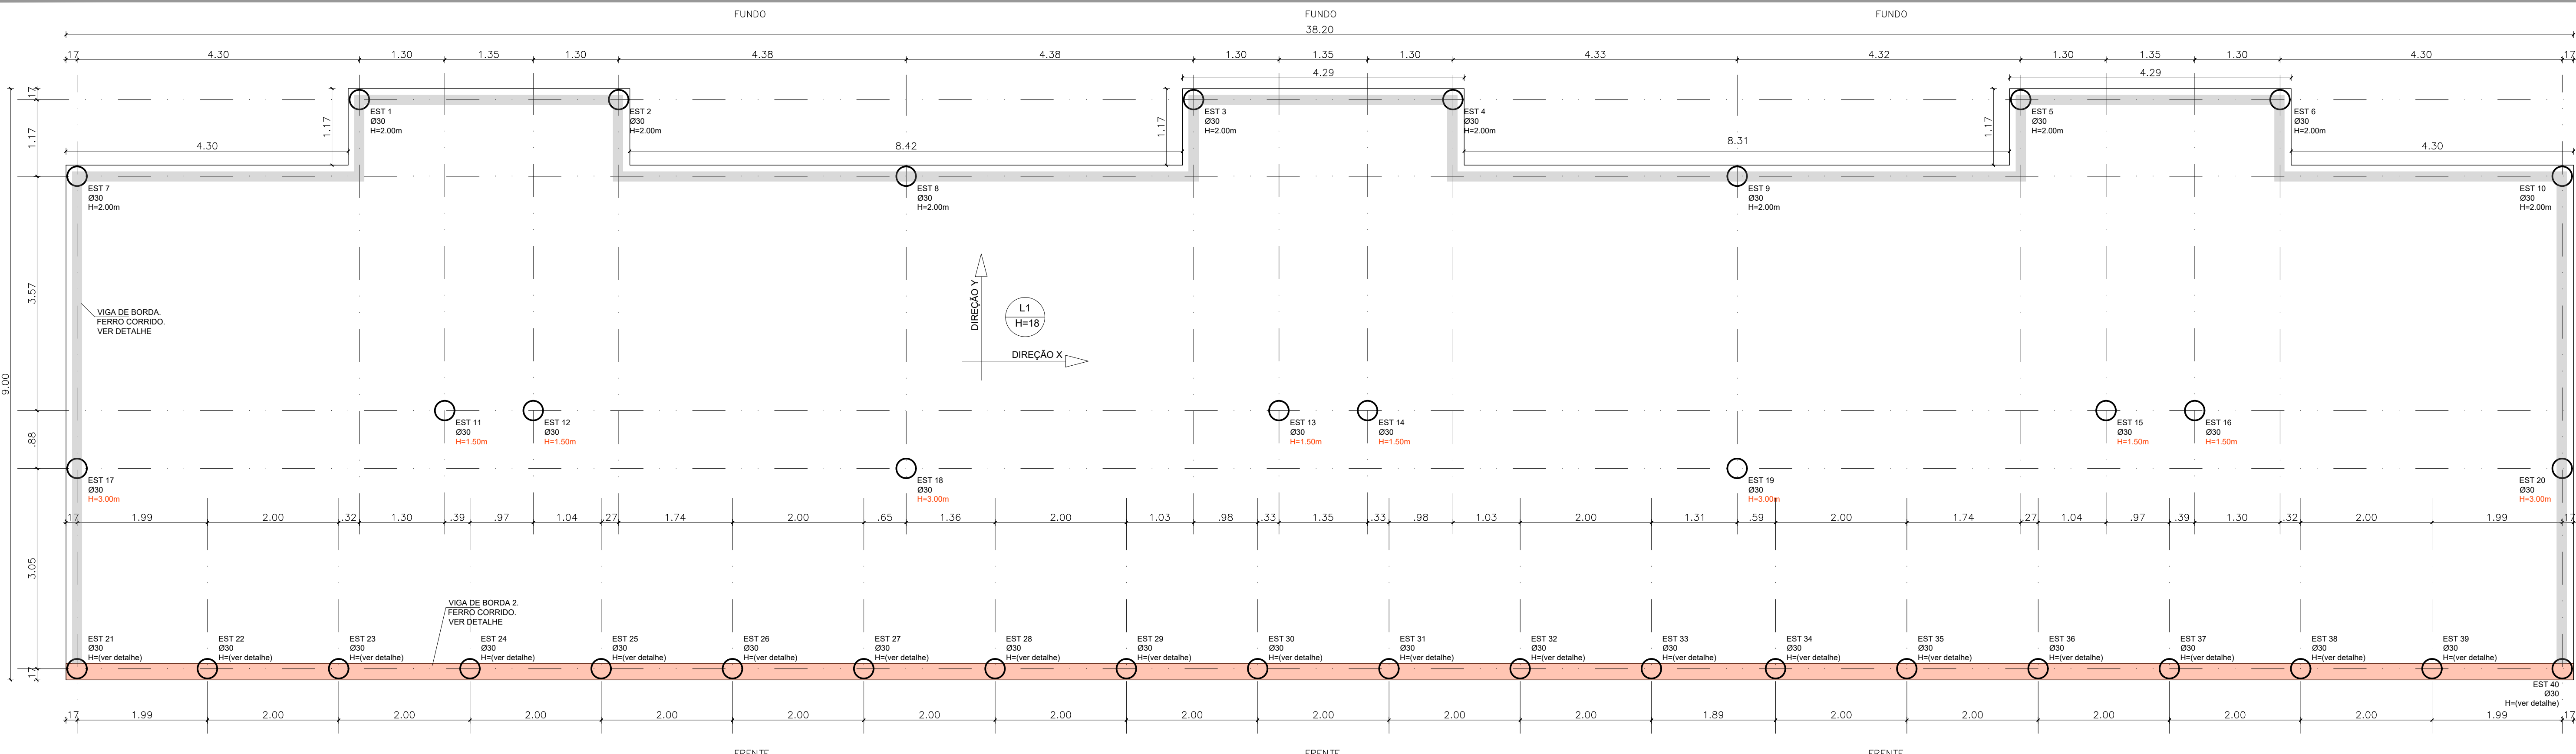 FUNDO FUNDO FUNDO
38.20
.17 4.30 1.30 1.35 1.30 4.38 4.38 1.30 1.35 1.30 4.33 4.32 1.30 1.35 1.30 4.30 .17
4.29 4.29
.17
1.17
1.17
1.17
1.17
EST 1
Ø30
H=2.00m
EST 2
Ø30
H=2.00m
EST 3
Ø30
H=2.00m
EST 4
Ø30
H=2.00m
EST 5
Ø30
H=2.00m
EST 6
Ø30
H=2.00m
4.30 8.42 8.31 4.30
EST 7
Ø30
H=2.00m
EST 8
Ø30
H=2.00m
EST 9
Ø30
H=2.00m
EST 10
Ø30
H=2.00m
9.00
3.57
VIGA DE BORDA.
FERRO CORRIDO.
VER DETALHE
DIREÇÃO Y
L1
H=18
DIREÇÃO X
EST 11
Ø30
H=1.50m
EST 12
Ø30
H=1.50m
EST 13
Ø30
H=1.50m
EST 14
Ø30
H=1.50m
EST 15
Ø30
H=1.50m
EST 16
Ø30
H=1.50m
.88
EST 17
Ø30
H=3.00m
EST 18
Ø30
H=3.00m
EST 19
Ø30
H=3.00m
EST 20
Ø30
H=3.00m
.17 1.99 2.00 .32 1.30 .39 .97 1.04 .27 1.74 2.00 .65 1.36 2.00 1.03 .98 .33 1.35 .33 .98 1.03 2.00 1.31 .59 2.00 1.74 .27 1.04 .97 .39 1.30 .32 2.00 1.99 .17
3.05
VIGA DE BORDA 2.
FERRO CORRIDO.
VER DETALHE
EST 21
Ø30
H=(ver detalhe)
EST 22
Ø30
H=(ver detalhe)
EST 23
Ø30
H=(ver detalhe)
EST 24
Ø30
H=(ver detalhe)
EST 25
Ø30
H=(ver detalhe)
EST 26
Ø30
H=(ver detalhe)
EST 27
Ø30
H=(ver detalhe)
EST 28
Ø30
H=(ver detalhe)
EST 29
Ø30
H=(ver detalhe)
EST 30
Ø30
H=(ver detalhe)
EST 31
Ø30
H=(ver detalhe)
EST 32
Ø30
H=(ver detalhe)
EST 33
Ø30
H=(ver detalhe)
EST 34
Ø30
H=(ver detalhe)
EST 35
Ø30
H=(ver detalhe)
EST 36
Ø30
H=(ver detalhe)
EST 37
Ø30
H=(ver detalhe)
EST 38
Ø30
H=(ver detalhe)
EST 39
Ø30
H=(ver detalhe)
EST 40
Ø30
H=(ver detalhe)
.17
.17 1.99 2.00 2.00 2.00 2.00 2.00 2.00 2.00 2.00 2.00 2.00 2.00 1.89 2.00 2.00 2.00 2.00 2.00 1.99 .17
FRENTE FRENTE FRENTE